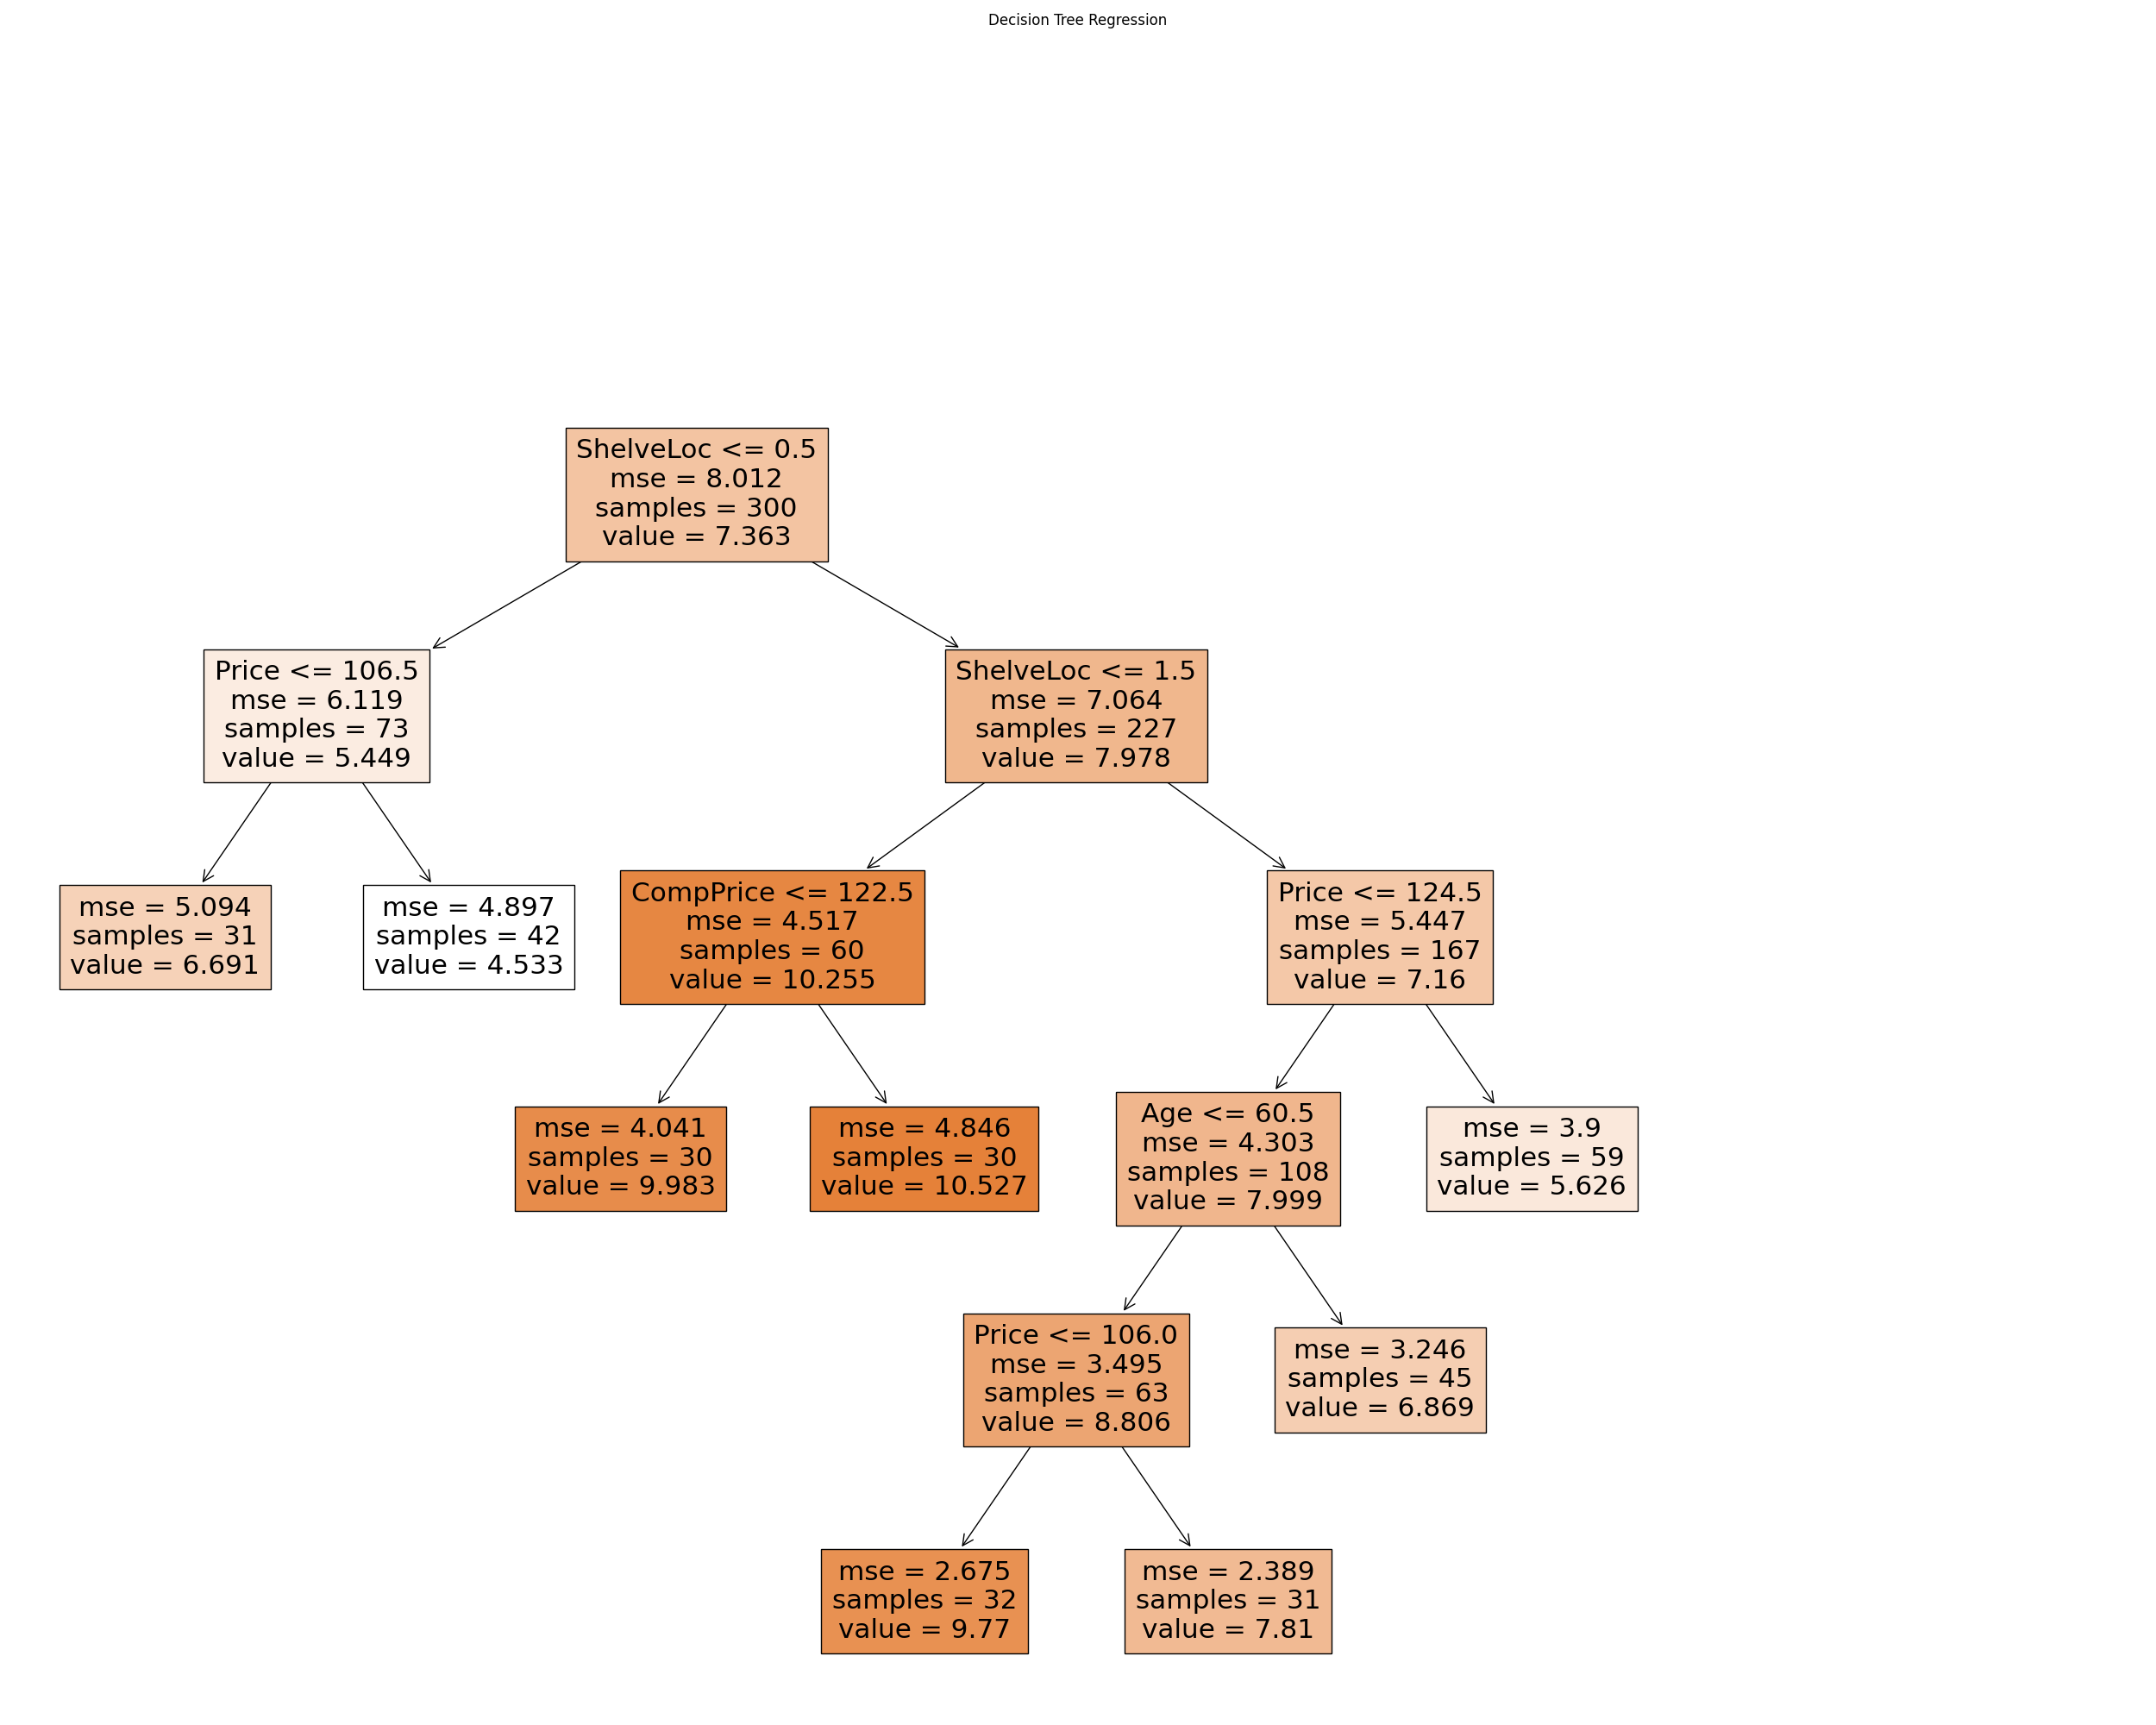 Decision Tree Regression
ShelveLoc <= 0.5
mse = 8.012
samples = 300
value = 7.363
Price <= 106.5
mse = 6.119
samples = 73
value = 5.449
ShelveLoc <= 1.5
mse = 7.064
samples = 227
value = 7.978
mse = 5.094
samples = 31
value = 6.691
mse = 4.897
samples = 42
value = 4.533
CompPrice <= 122.5
mse = 4.517
samples = 60
value = 10.255
Price <= 124.5
mse = 5.447
samples = 167
value = 7.16
mse = 4.041
samples = 30
value = 9.983
mse = 4.846
samples = 30
value = 10.527
Age <= 60.5
mse = 4.303
samples = 108
value = 7.999
mse = 3.9
samples = 59
value = 5.626
Price <= 106.0
mse = 3.495
samples = 63
value = 8.806
mse = 3.246
samples = 45
value = 6.869
mse = 2.675
samples = 32
value = 9.77
mse = 2.389
samples = 31
value = 7.81